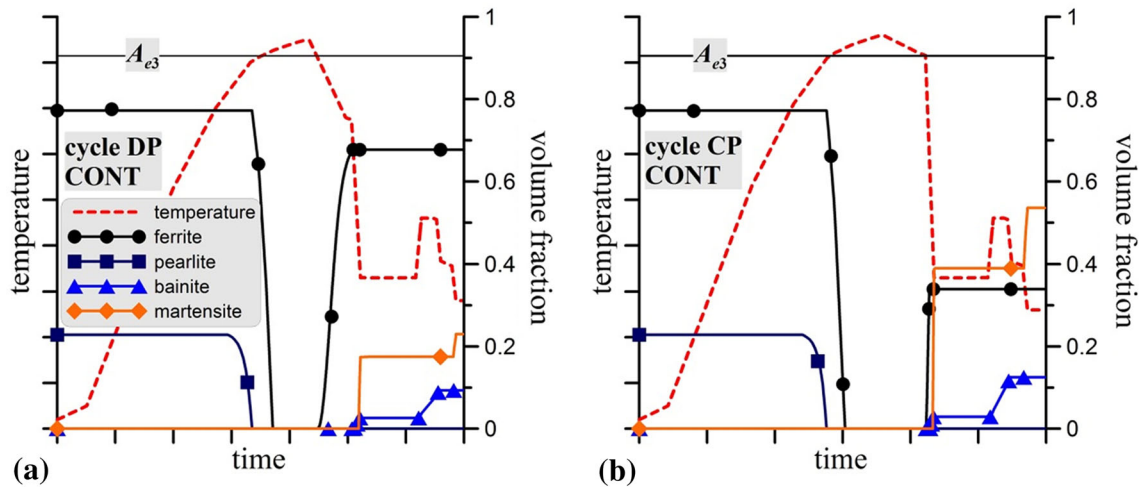 A_e3
cycle DP
CONT
temperature
ferrite
pearlite
bainite
martensite
temperature
time
1
0.8
0.6
0.4
0.2
0
volume fraction
(a)
A_e3
cycle CP
CONT
temperature
time
1
0.8
0.6
0.4
0.2
0
volume fraction
(b)